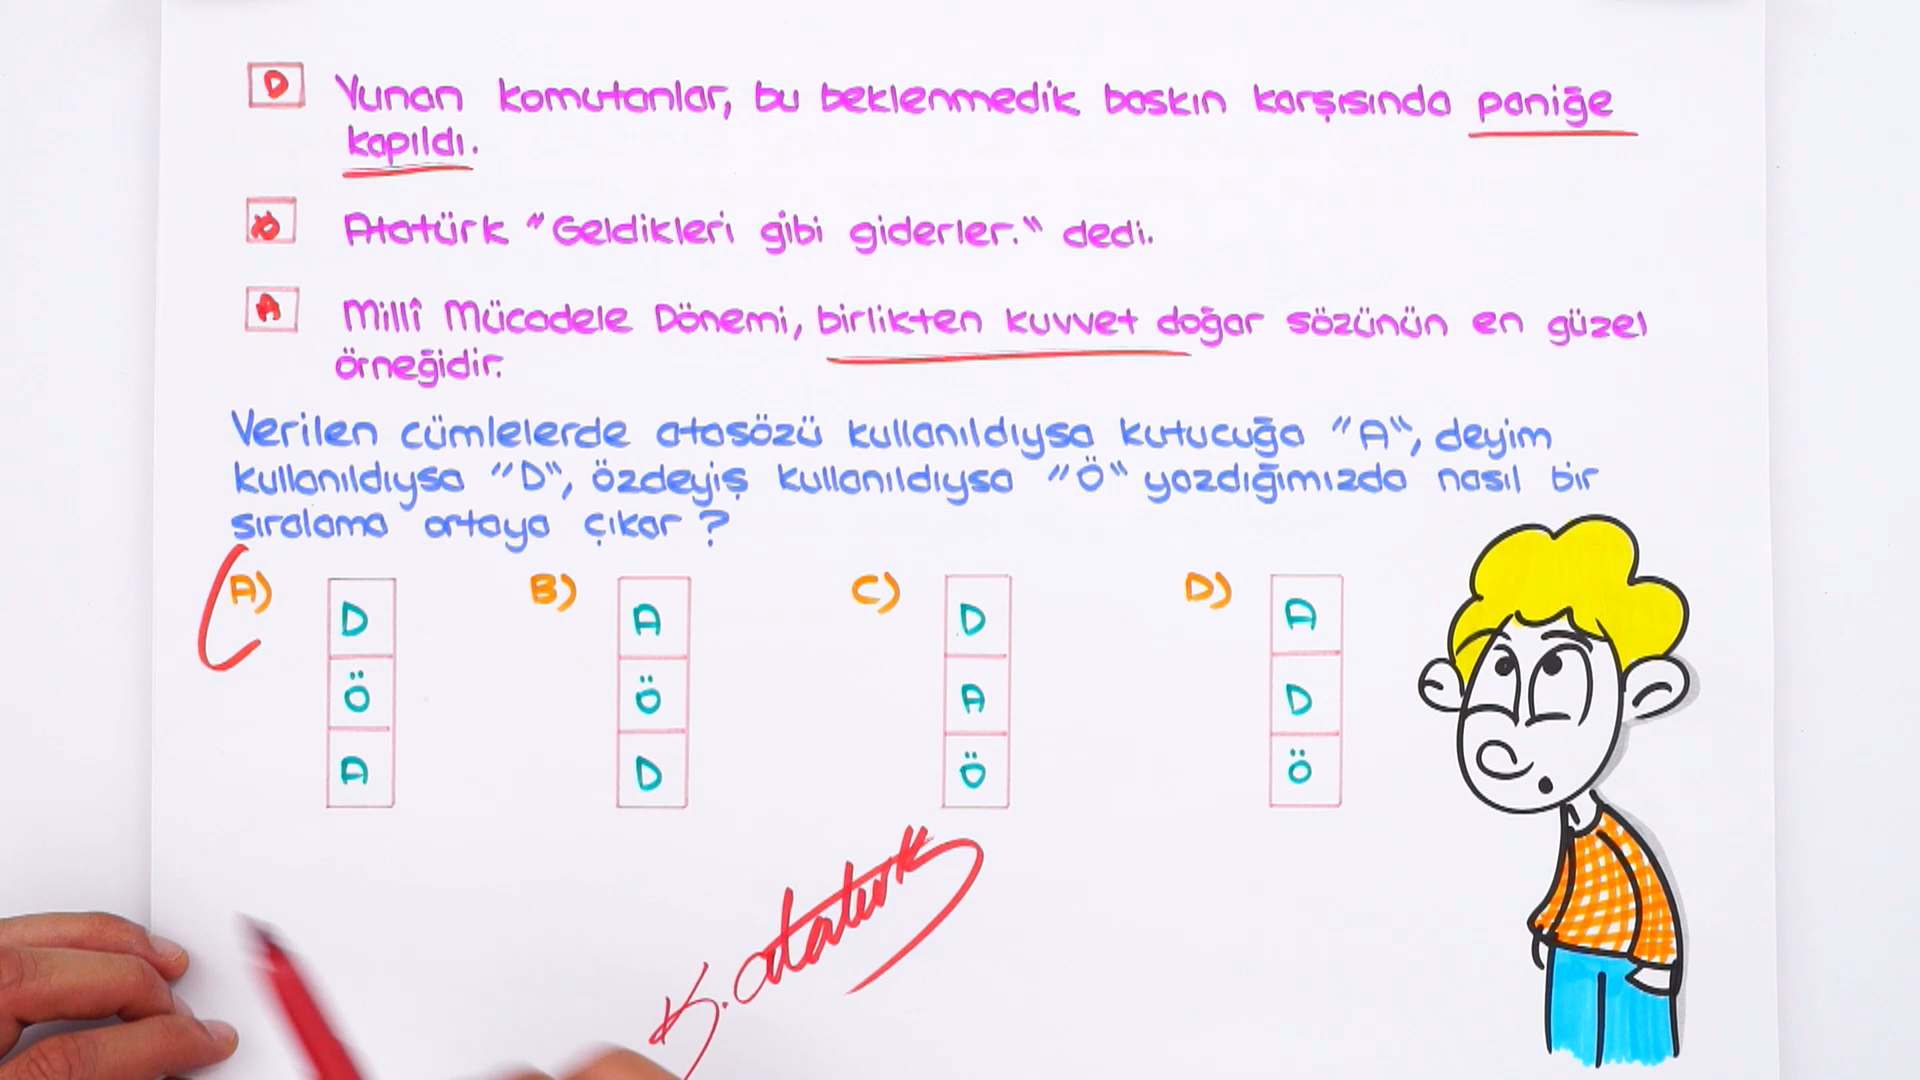 D Yunan komutanlar, bu beklenmedik baskın karşısında paniğe
kapıldı.
Ö Atatürk "Geldikleri gibi giderler." dedi.
A Millî Mücadele Dönemi, birlikten kuvvet doğar sözünün en güzel
örneğidir.
Verilen cümlelerde atasözü kullanıldıysa kutucuğa "A", deyim
kullanıldıysa "D", özdeyiş kullanıldıysa "Ö" yazdığımızda nasıl bir
sıralama ortaya çıkar?
A) D Ö A
B) A Ö D
C) D A Ö
D) A D Ö
K. Atatürk